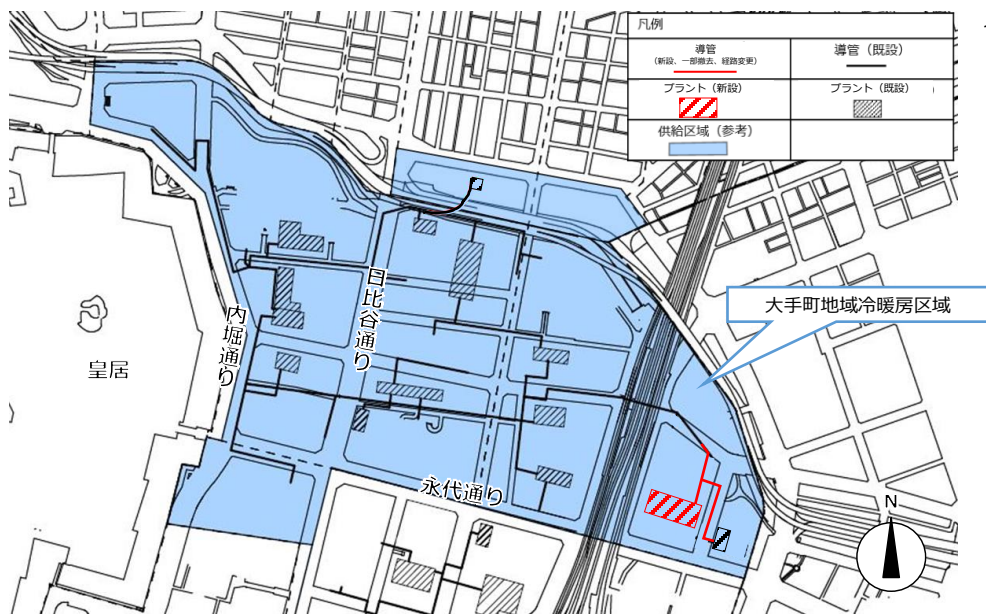 凡例
導管
(新設、一部撤去、経路変更)
導管（既設）
プラント（新設）
プラント（既設）
供給区域（参考）
大手町地域冷暖房区域
日比谷通り
内堀通り
皇居
永代通り
N